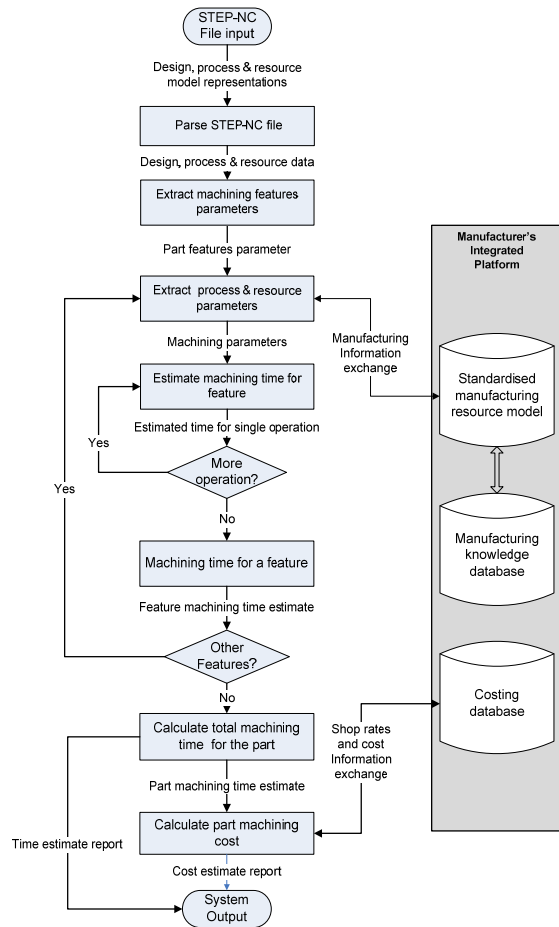 STEP-NC
File input
Design, process & resource
model representations
Parse STEP-NC file
Design, process & resource data
Extract machining features
parameters
Part features parameter
Extract process & resource
parameters
Machining parameters
Estimate machining time for
feature
Estimated time for single operation
Yes
More
operation?
Yes
No
Machining time for a feature
Feature machining time estimate
Other
Features?
No
Calculate total machining
time for the part
Part machining time estimate
Calculate part machining
cost
Time estimate report
Cost estimate report
System
Output
Manufacturing
Information
exchange
Shop rates
and cost
Information
exchange
Manufacturer's
Integrated
Platform
Standardised
manufacturing
resource model
Manufacturing
knowledge
database
Costing
database